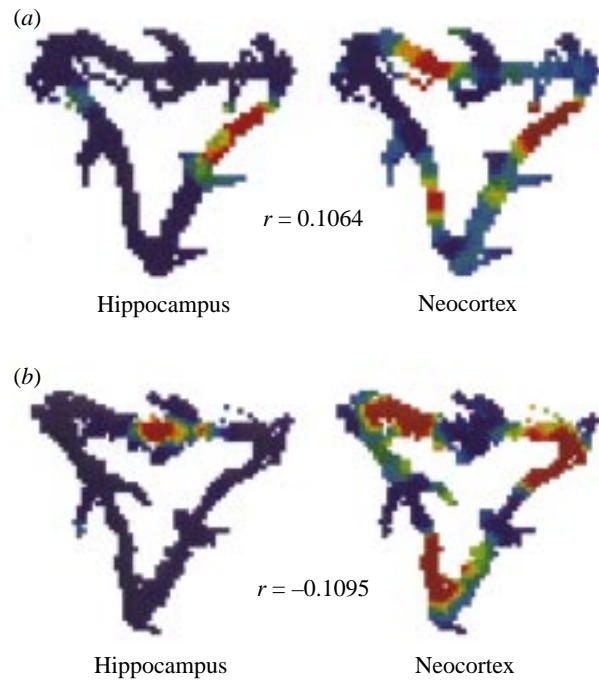 (a)
r = 0.1064
Hippocampus Neocortex
(b)
r = –0.1095
Hippocampus Neocortex